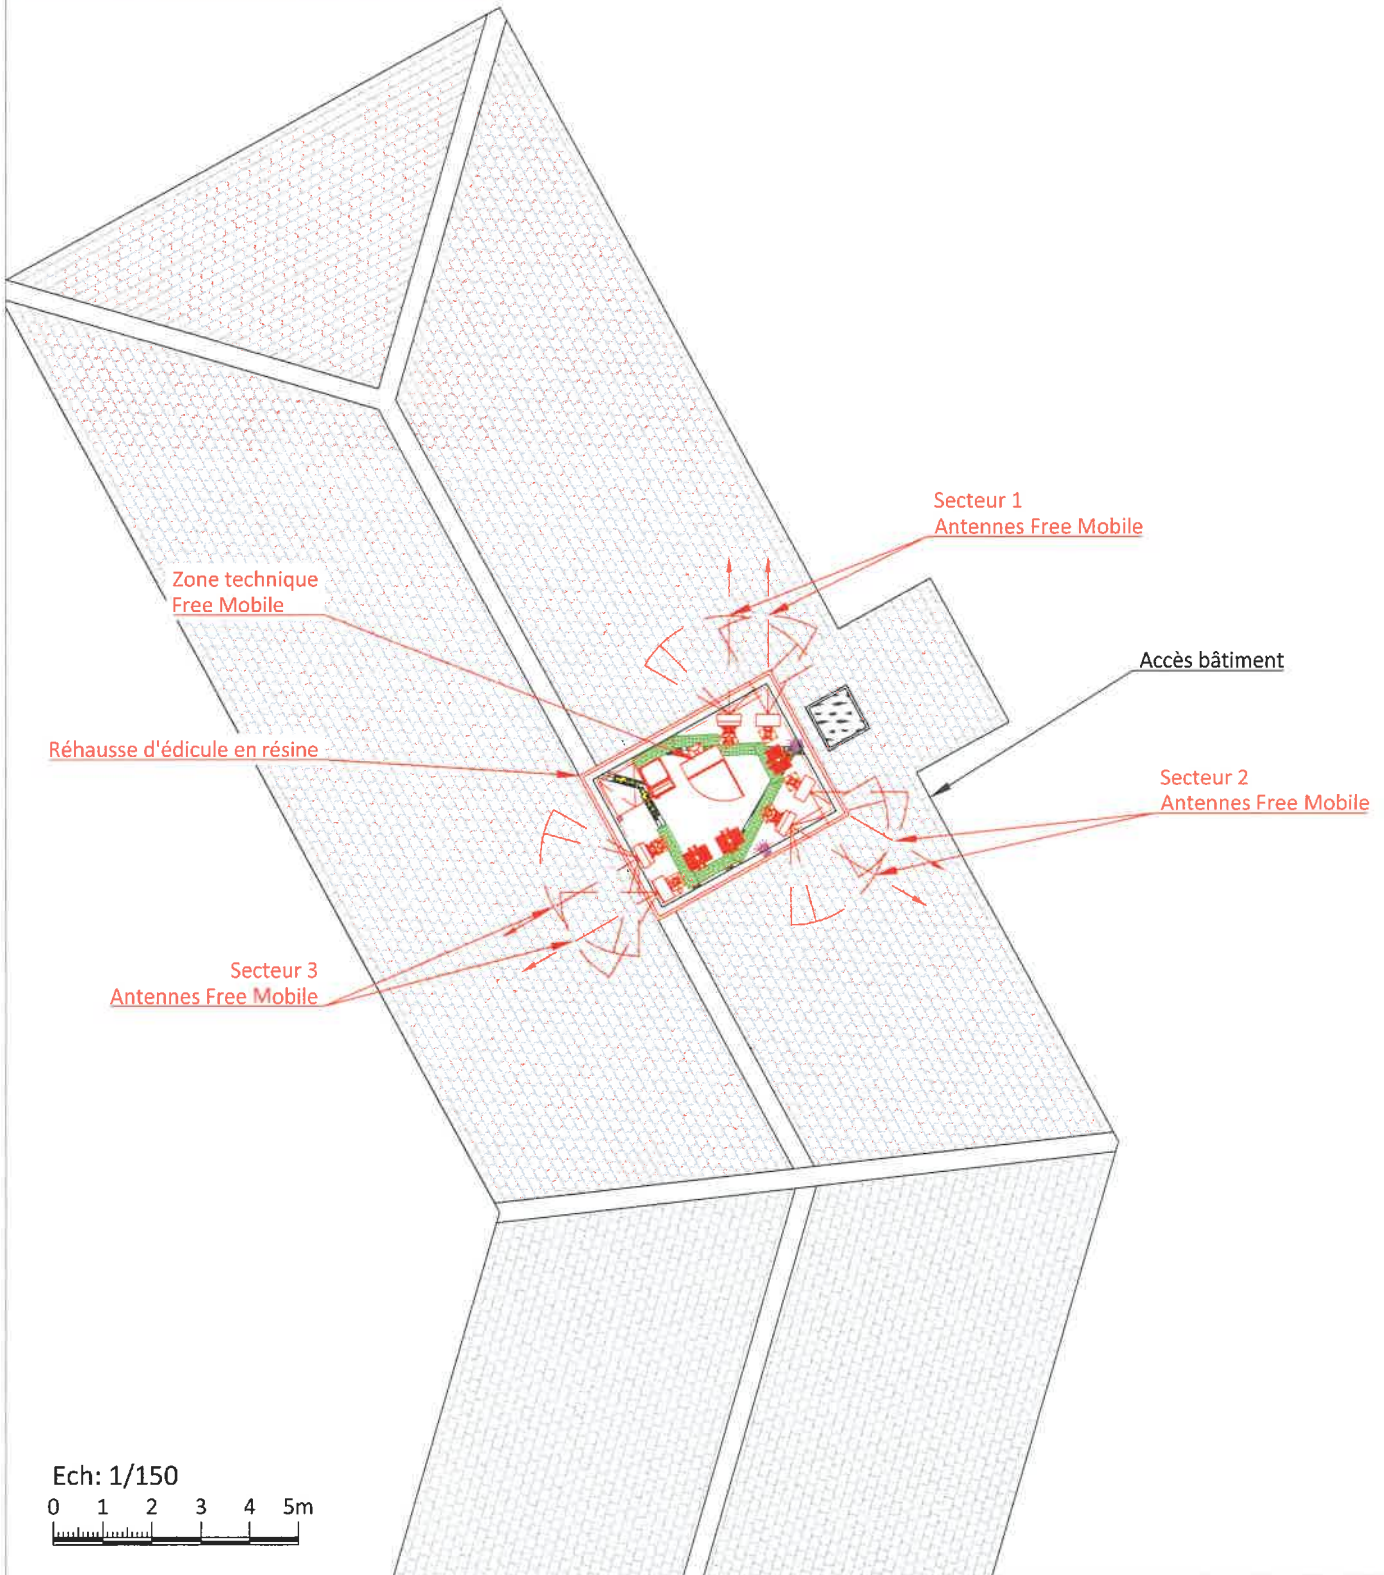 Secteur 1
Antennes Free Mobile
Zone technique
Free Mobile
Accès bâtiment
Réhausse d'édicule en résine
Secteur 2
Antennes Free Mobile
Secteur 3
Antennes Free Mobile
Ech: 1/150
0 1 2 3 4 5m